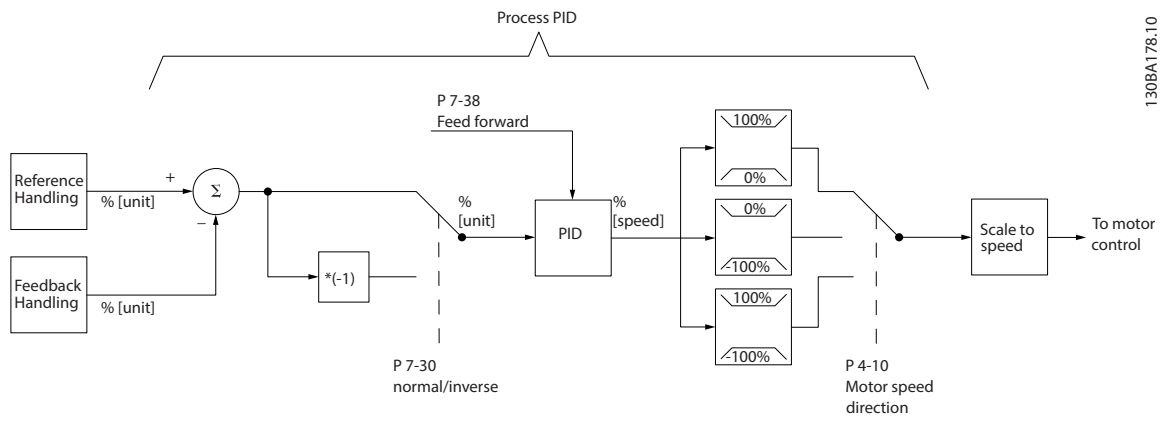 Process PID
130BA178.10
P 7-38
Feed forward
100%
0%
Reference
Handling
% [unit]
+
Σ
_
%
[unit]
PID
%
[speed]
0%
-100%
Scale to
speed
To motor
control
Feedback
Handling
% [unit]
*(-1)
100%
-100%
P 7-30
normal/inverse
P 4-10
Motor speed
direction